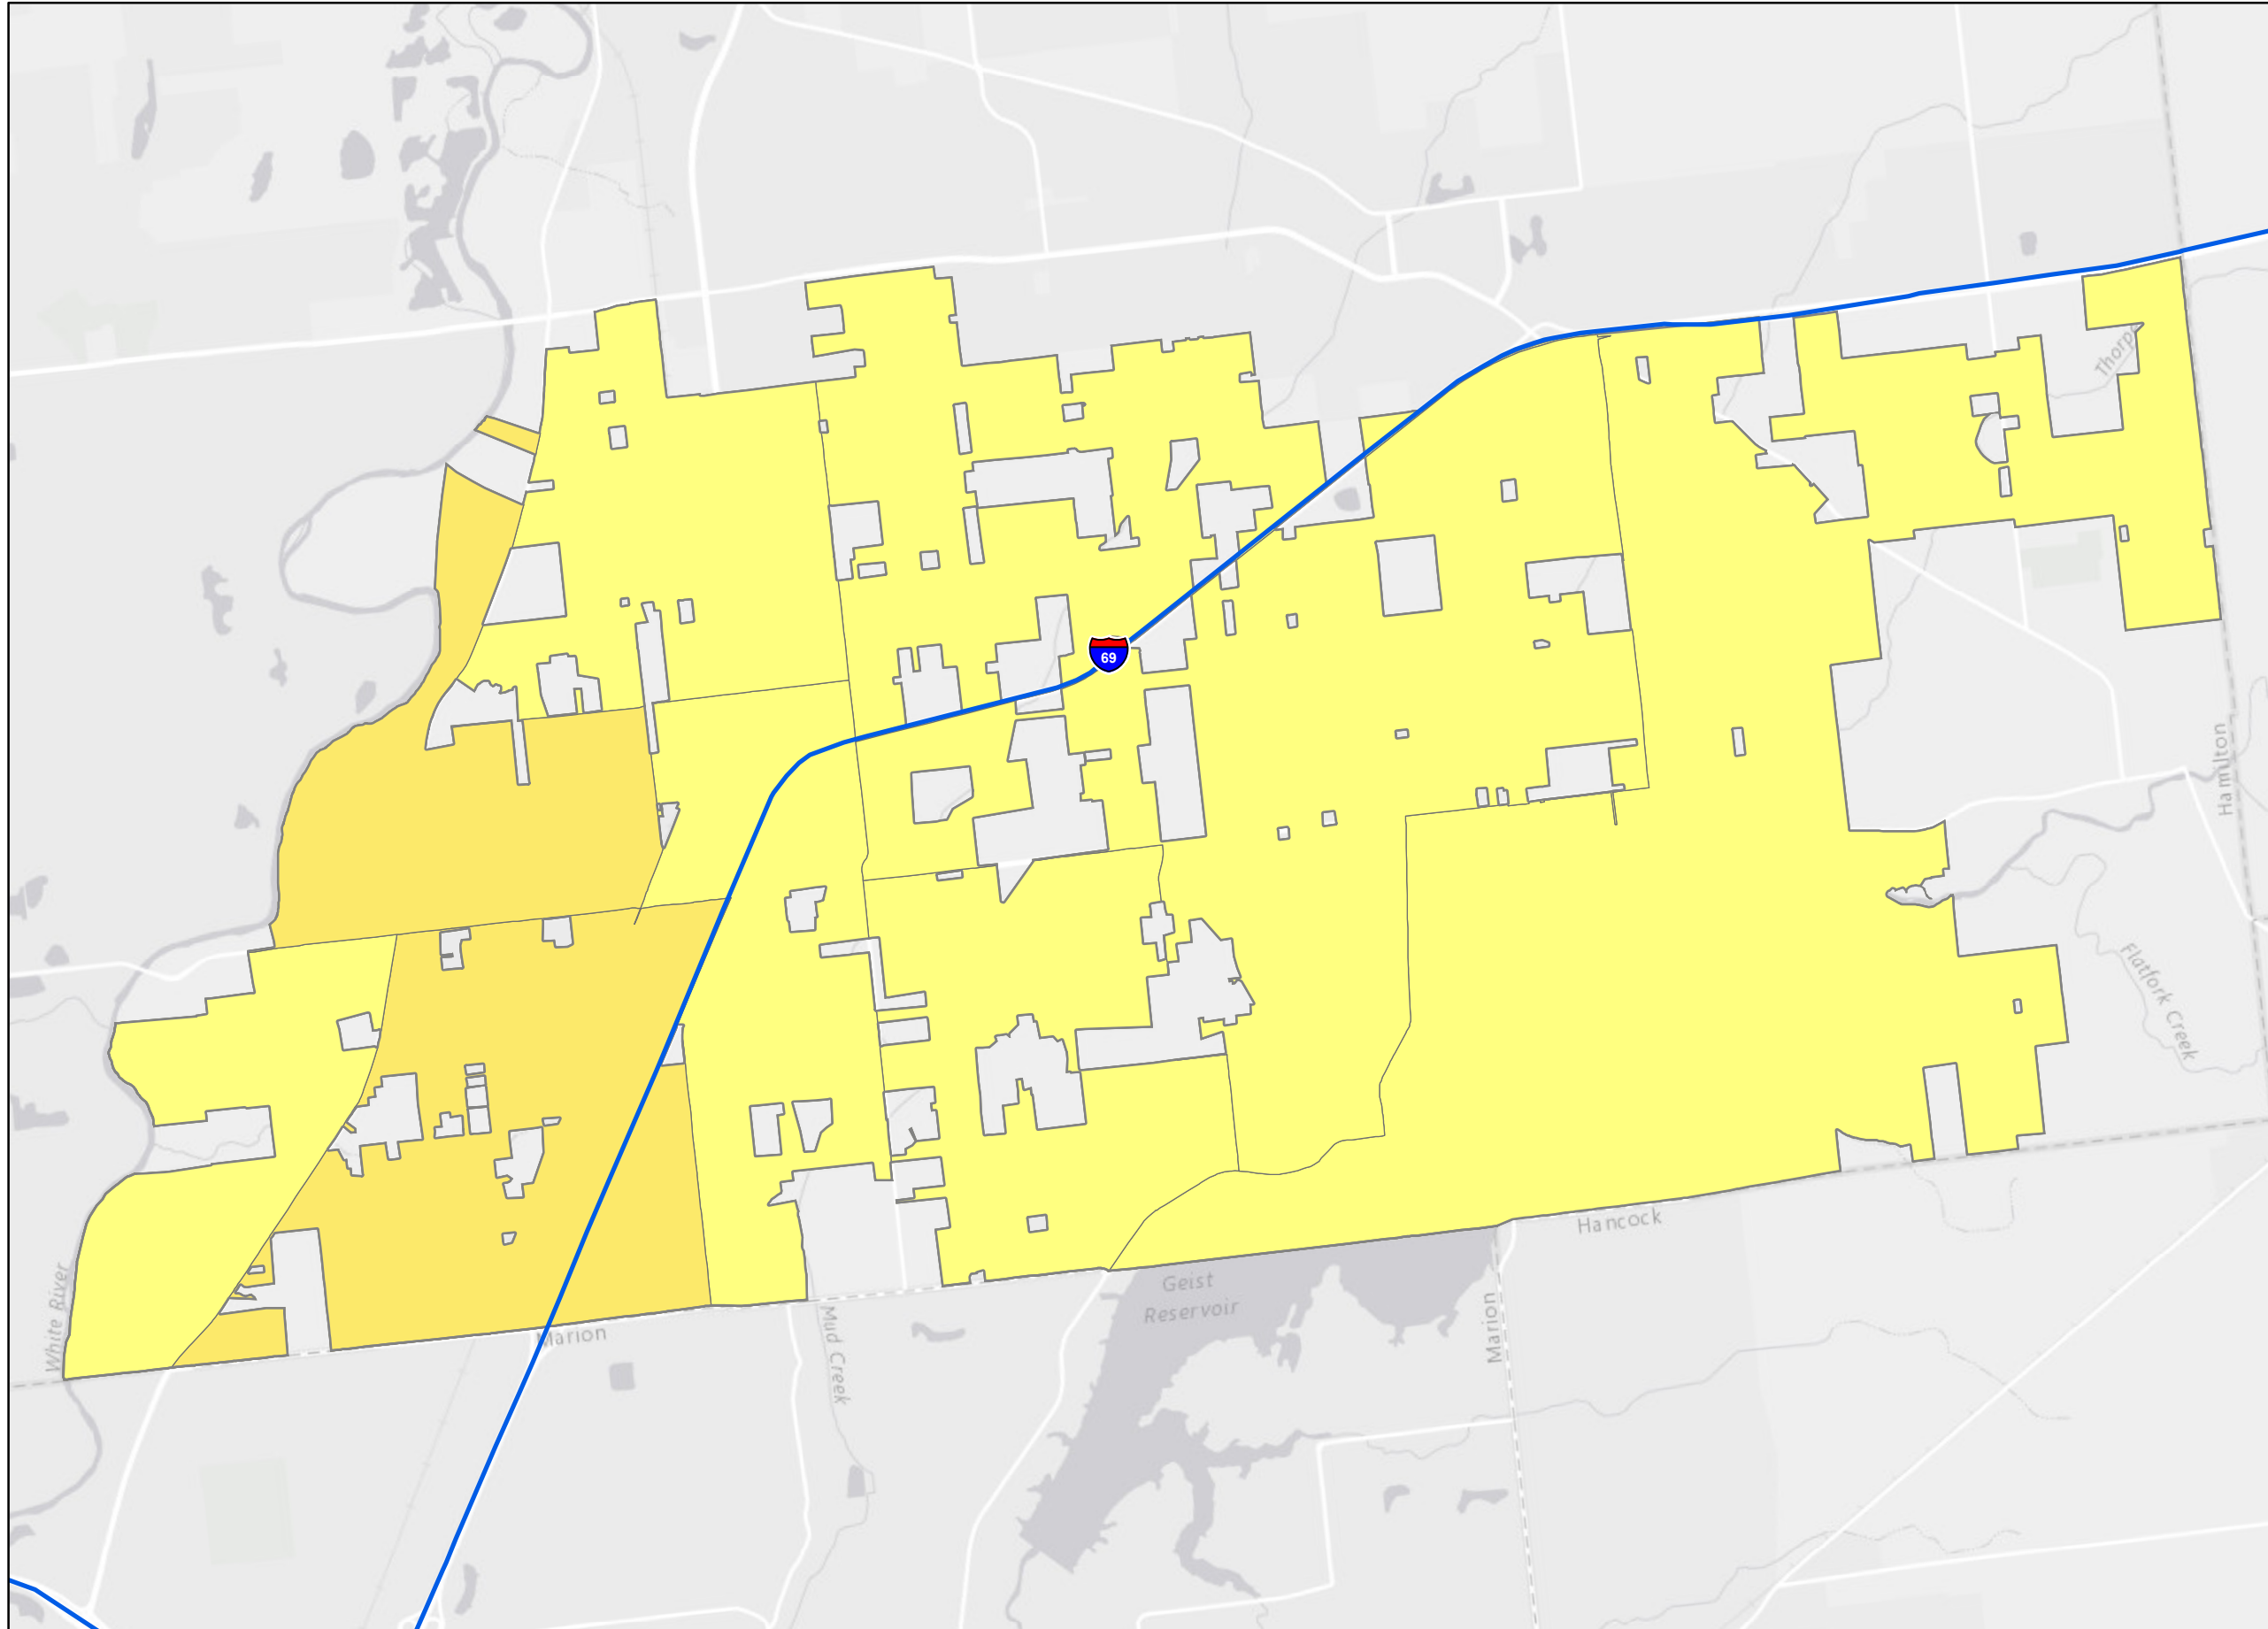 Thorpe
69
Hamilton
Flatfork Creek
Hancock
Geist
Reservoir
Marion
White River
Marion
Mud Creek